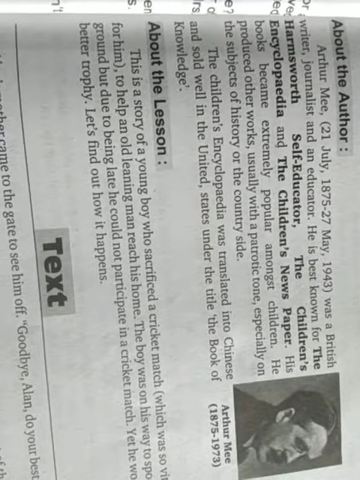 About the Author :
Arthur Mee (21 July, 1875-27 May, 1943) was a British
writer, journalist and an educator. He is best known for The
Harmsworth Self-Educator, The Children's
Encyclopaedia and The Children's News Paper. His
books became extremely popular amongst children. He
produced other works, usually with a patriotic tone, especially on
the subjects of history or the country side.
The children's Encyclopaedia was translated into Chinese
and sold well in the United, states under the title 'the Book of
Knowledge'.
Arthur Mee
(1875-1973)
About the Lesson :
This is a story of a young boy who sacrificed a cricket match (which was so
for him), to help an old leaning man reach his home. The boy was on his way to
ground but due to being late he could not participate in a cricket match. Yet he
better trophy. Let's find out how it happens.
Text
came to the gate to see him off. "Goodbye, Alan, do your best